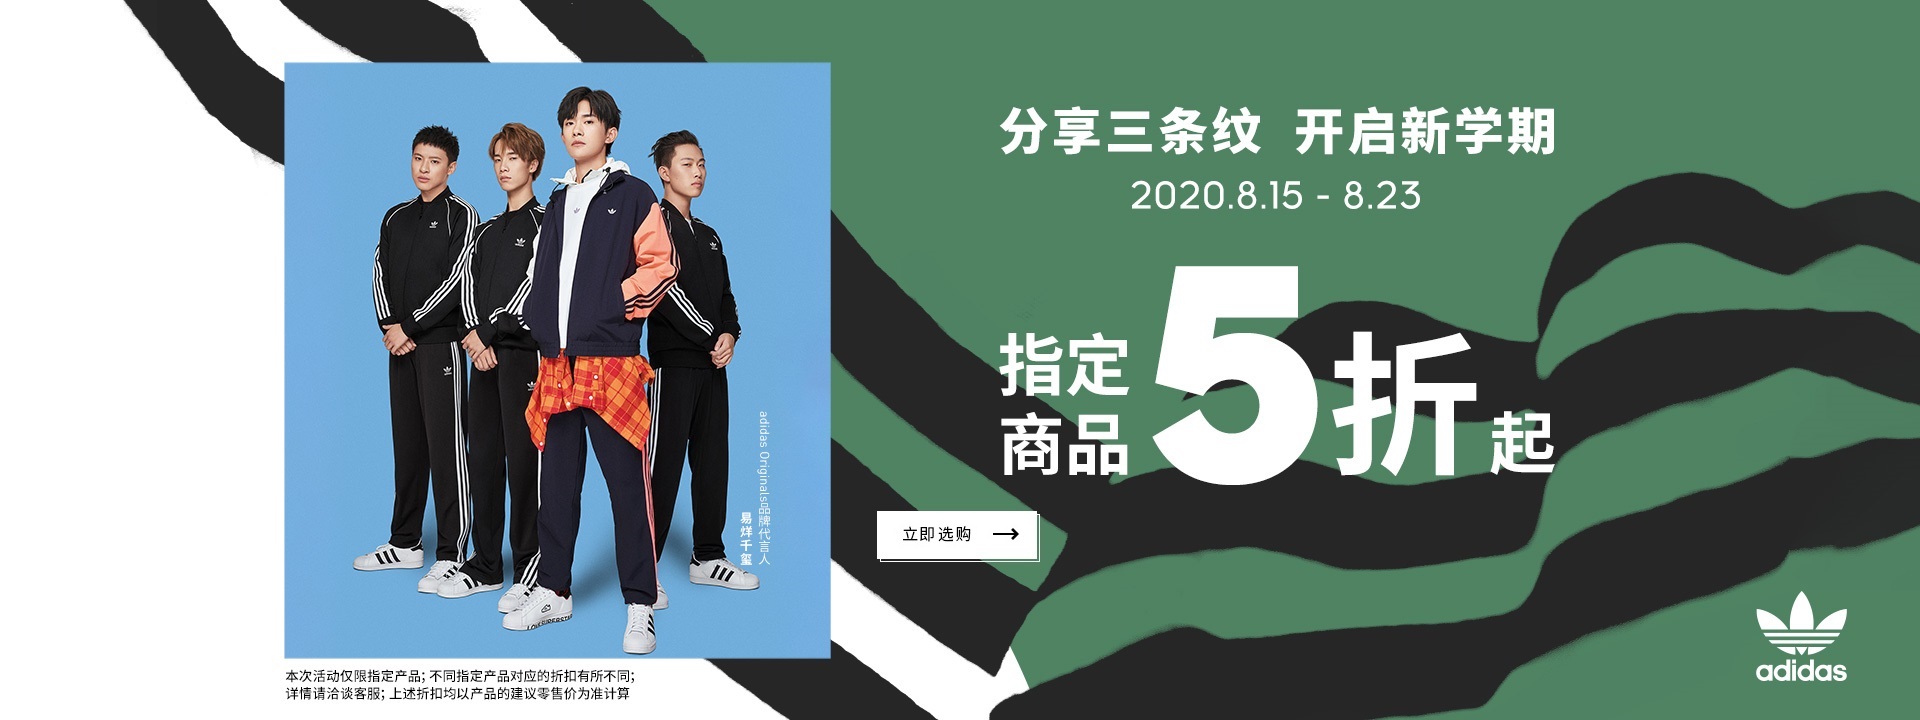 分享三条纹 开启新学期
2020.8.15 - 8.23
指定
商品
5折起
立即选购
adidas Originals品牌代言人
易烊千玺
LOVESUPERSTAR
本次活动仅限指定产品；不同指定产品对应的折扣有所不同；
详情请洽谈客服；上述折扣均以产品的建议零售价为准计算
adidas